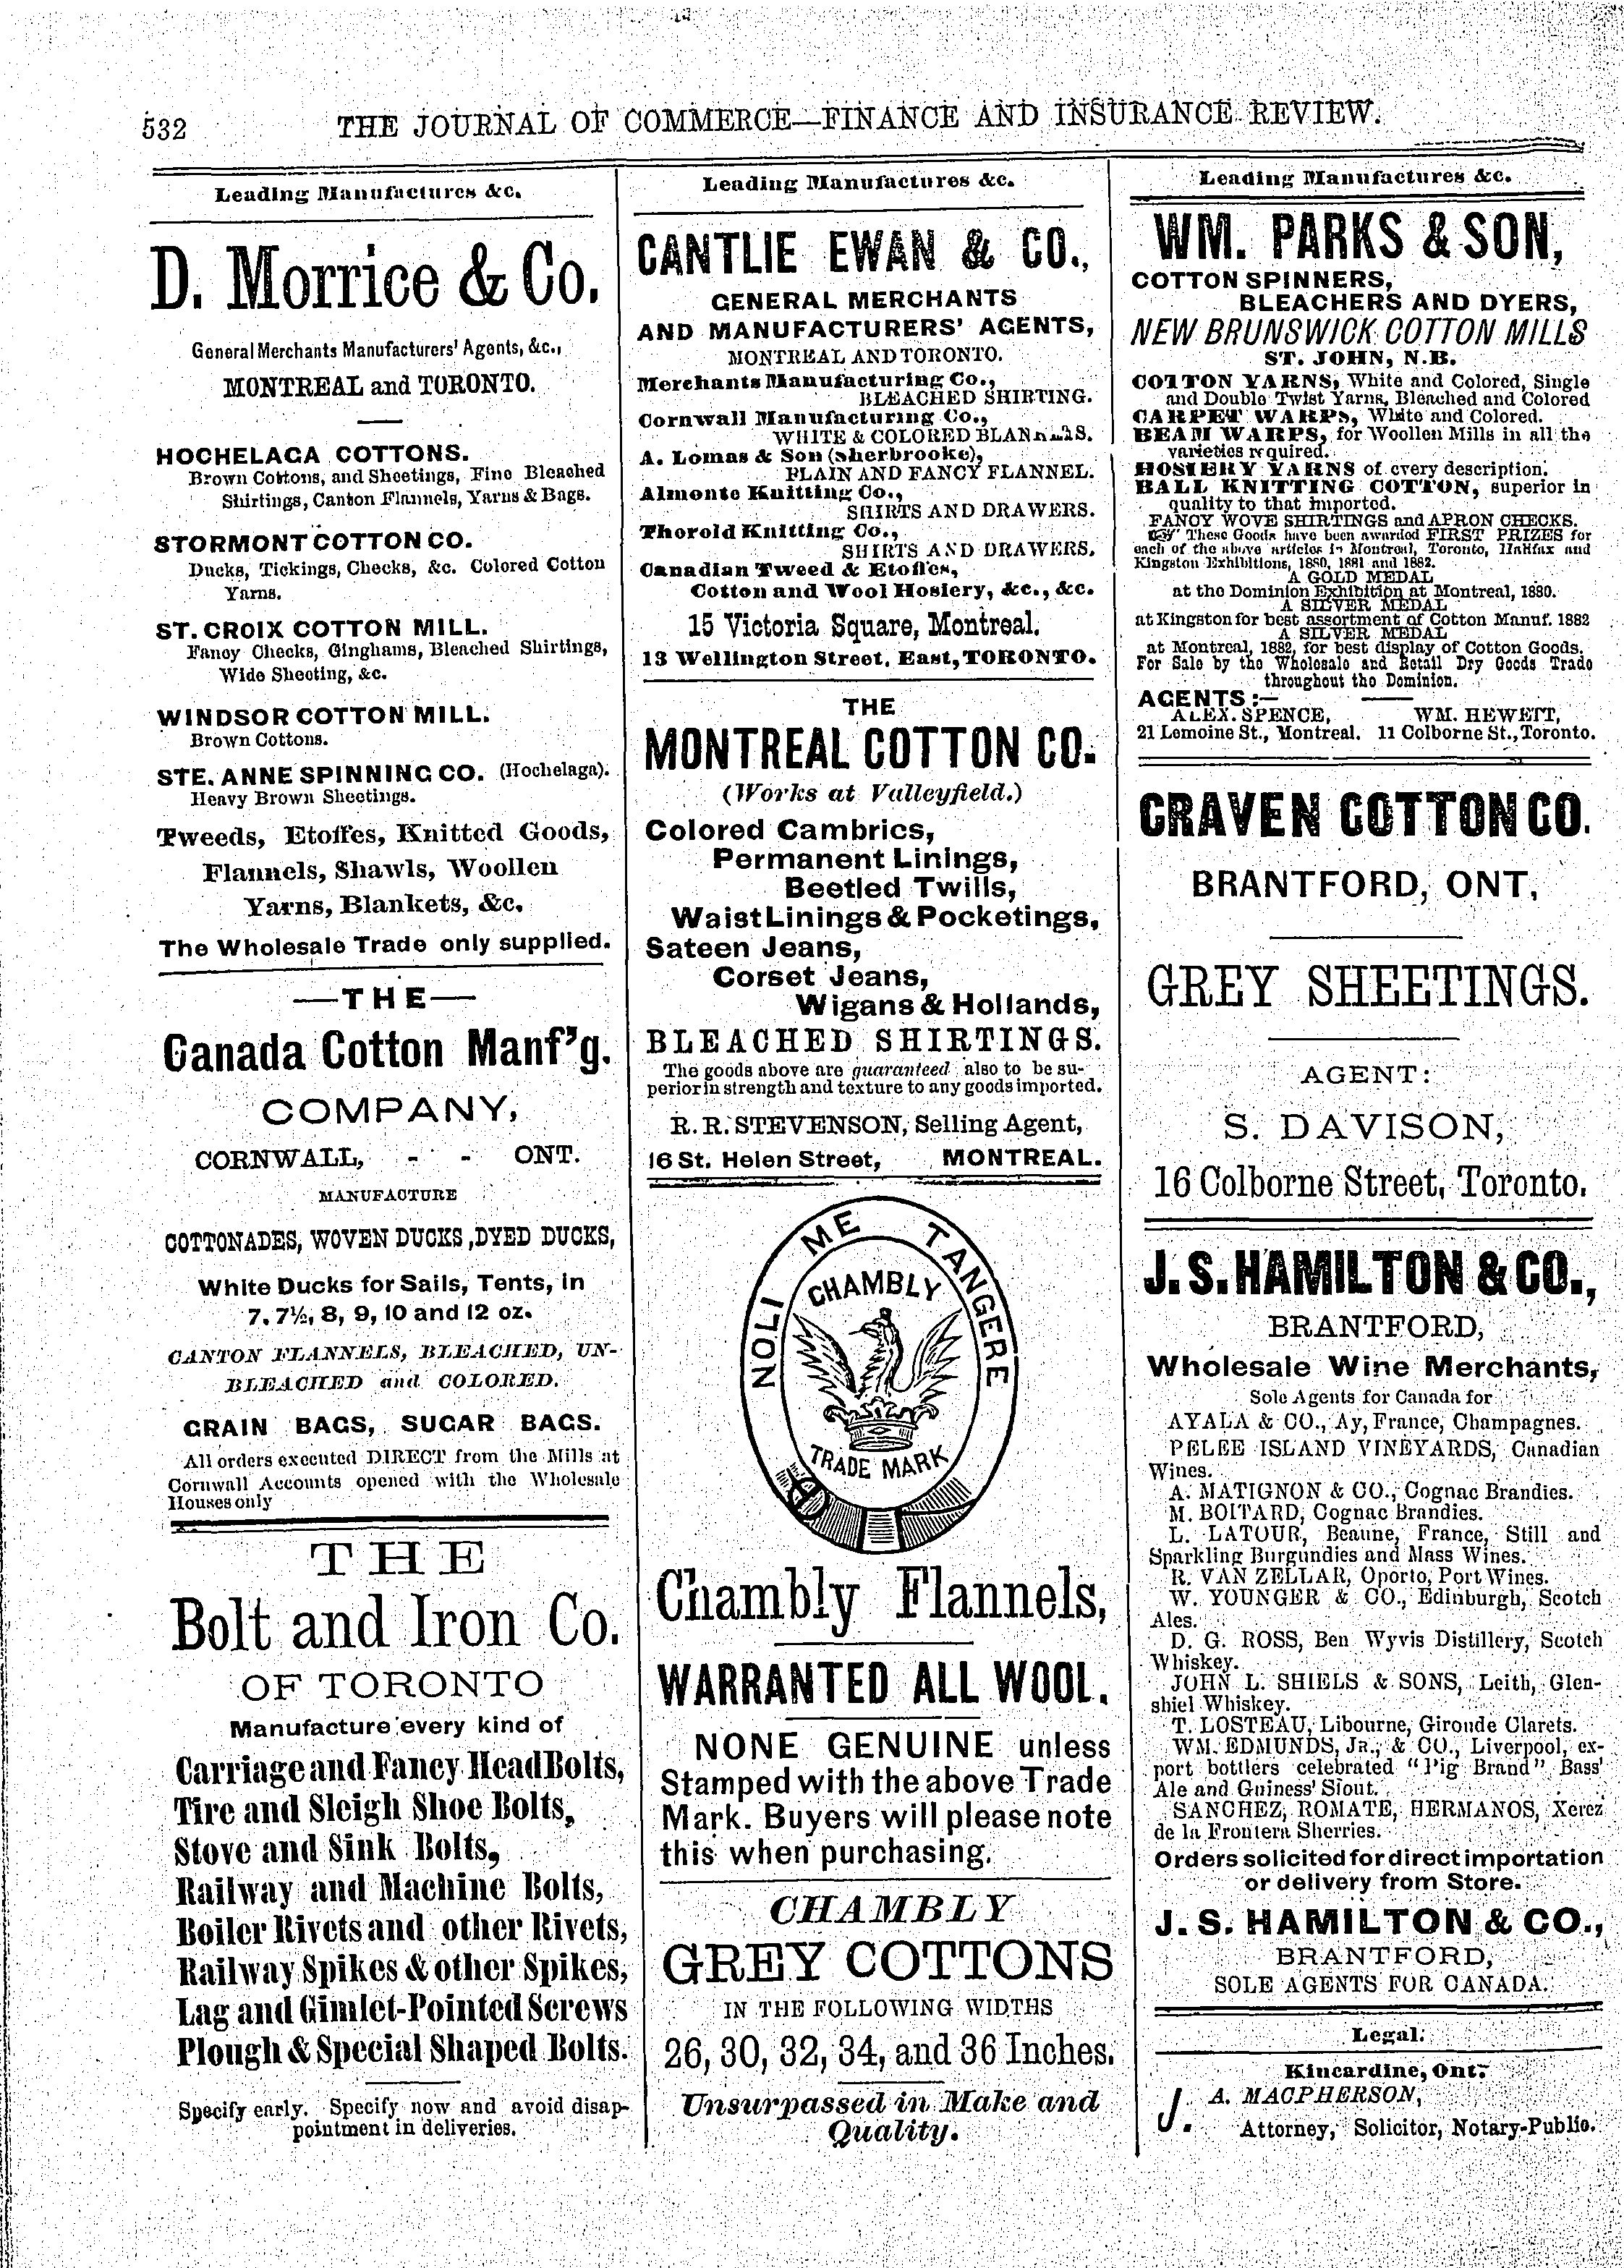 532
THE JOURNAL OF COMMERCE—FINANCE AND INSURANCE REVIEW.
Leading Manufactures &c.
D. Morrice & Co.
General Merchants Manufacturers' Agents, &c.,
MONTREAL and TORONTO.
HOCHELAGA COTTONS.
Brown Cottons, and Sheetings, Fine Bleached
Shirtings, Canton Flannels, Yarns & Bags.
STORMONT COTTON CO.
Ducks, Tickings, Checks, &c. Colored Cotton
Yarns.
ST. CROIX COTTON MILL.
Fancy Checks, Ginghams, Bleached Shirtings,
Wide Sheeting, &c.
WINDSOR COTTON MILL.
Brown Cottons.
STE. ANNE SPINNING CO. (Hochelaga).
Heavy Brown Sheetings.
Tweeds, Etoffes, Knitted Goods,
Flannels, Shawls, Woollen
Yarns, Blankets, &c.
The Wholesale Trade only supplied.
—THE—
Canada Cotton Manf'g.
COMPANY,
CORNWALL, - - ONT.
MANUFACTURE
COTTONADES, WOVEN DUCKS, DYED DUCKS,
White Ducks for Sails, Tents, in
7, 7½, 8, 9, 10 and 12 oz.
CANTON FLANNELS, BLEACHED, UN-
BLEACHED and COLORED.
GRAIN BAGS, SUGAR BAGS.
All orders executed DIRECT from the Mills at
Cornwall Accounts opened with the Wholesale
Houses only
THE
Bolt and Iron Co.
OF TORONTO
Manufacture every kind of
Carriage and Fancy Head Bolts,
Tire and Sleigh Shoe Bolts,
Stove and Sink Bolts,
Railway and Machine Bolts,
Boiler Rivets and other Rivets,
Railway Spikes & other Spikes,
Lag and Gimlet-Pointed Screws
Plough & Special Shaped Bolts.
Specify early. Specify now and avoid disap-
pointment in deliveries.
Leading Manufactures &c.
CANTLIE EWAN & CO.,
GENERAL MERCHANTS
AND MANUFACTURERS' AGENTS,
MONTREAL AND TORONTO.
Merchants Manufacturing Co.,
BLEACHED SHIRTING.
Cornwall Manufacturing Co.,
WHITE & COLORED BLANKETS.
A. Lomas & Son (sherbrooke),
PLAIN AND FANCY FLANNEL.
Almonte Knitting Co.,
SHIRTS AND DRAWERS.
Thorold Knitting Co.,
SHIRTS AND DRAWERS.
Canadian Tweed & Etoffes,
Cotton and Wool Hosiery, &c., &c.
15 Victoria Square, Montreal.
13 Wellington Street, East, TORONTO.
THE
MONTREAL COTTON CO.
(Works at Valleyfield.)
Colored Cambrics,
Permanent Linings,
Beetled Twills,
Waist Linings & Pocketings,
Sateen Jeans,
Corset Jeans,
Wigans & Hollands,
BLEACHED SHIRTINGS.
The goods above are guaranteed also to be su-
perior in strength and texture to any goods imported.
R. R. STEVENSON, Selling Agent,
16 St. Helen Street, MONTREAL.
NOLI ME TANGERE
CHAMBLY
TRADE MARK
Chambly Flannels,
WARRANTED ALL WOOL.
NONE GENUINE unless
Stamped with the above Trade
Mark. Buyers will please note
this when purchasing.
CHAMBLY
GREY COTTONS
IN THE FOLLOWING WIDTHS
26, 30, 32, 34, and 36 Inches.
Unsurpassed in Make and
Quality.
Leading Manufactures &c.
WM. PARKS & SON,
COTTON SPINNERS,
BLEACHERS AND DYERS,
NEW BRUNSWICK COTTON MILLS
ST. JOHN, N.B.
COTTON YARNS, White and Colored, Single
and Double Twist Yarns, Bleached and Colored
CARPET WARPS, White and Colored.
BEAM WARPS, for Woollen Mills in all the
varieties required.
HOSIERY YARNS of every description.
BALL KNITTING COTTON, superior in
quality to that imported.
FANCY WOVE SHIRTINGS and APRON CHECKS.
☞ These Goods have been awarded FIRST PRIZES for
each of the above articles in Montreal, Toronto, Halifax and
Kingston Exhibitions, 1880, 1881 and 1882.
A GOLD MEDAL
at the Dominion Exhibition at Montreal, 1880.
A SILVER MEDAL
at Kingston for best assortment of Cotton Manuf. 1882
A SILVER MEDAL
at Montreal, 1882, for best display of Cotton Goods.
For Sale by the Wholesale and Retail Dry Goods Trade
throughout the Dominion.
AGENTS:—
ALEX. SPENCE, WM. HEWETT,
21 Lemoine St., Montreal. 11 Colborne St., Toronto.
CRAVEN COTTON CO.
BRANTFORD, ONT,
GREY SHEETINGS.
AGENT:
S. DAVISON,
16 Colborne Street, Toronto.
J. S. HAMILTON & CO.,
BRANTFORD,
Wholesale Wine Merchants,
Sole Agents for Canada for
AYALA & CO., Ay, France, Champagnes.
PELEE ISLAND VINEYARDS, Canadian
Wines.
A. MATIGNON & CO., Cognac Brandies.
M. BOITARD, Cognac Brandies.
L. LATOUR, Beaune, France, Still and
Sparkling Burgundies and Mass Wines.
R. VAN ZELLAR, Oporto, Port Wines.
W. YOUNGER & CO., Edinburgh, Scotch
Ales.
D. G. ROSS, Ben Wyvis Distillery, Scotch
Whiskey.
JOHN L. SHIELS & SONS, Leith, Glen-
shiel Whiskey.
T. LOSTEAU, Libourne, Gironde Clarets.
WM. EDMUNDS, JR., & CO., Liverpool, ex-
port bottlers celebrated "Pig Brand" Bass'
Ale and Guiness' Stout.
SANCHEZ, ROMATE, HERMANOS, Xerez
de la Frontera Sherries.
Orders solicited for direct importation
or delivery from Store.
J. S. HAMILTON & CO.,
BRANTFORD,
SOLE AGENTS FOR CANADA.
Legal.
Kincardine, Ont.
J. A. MACPHERSON,
Attorney, Solicitor, Notary-Public.